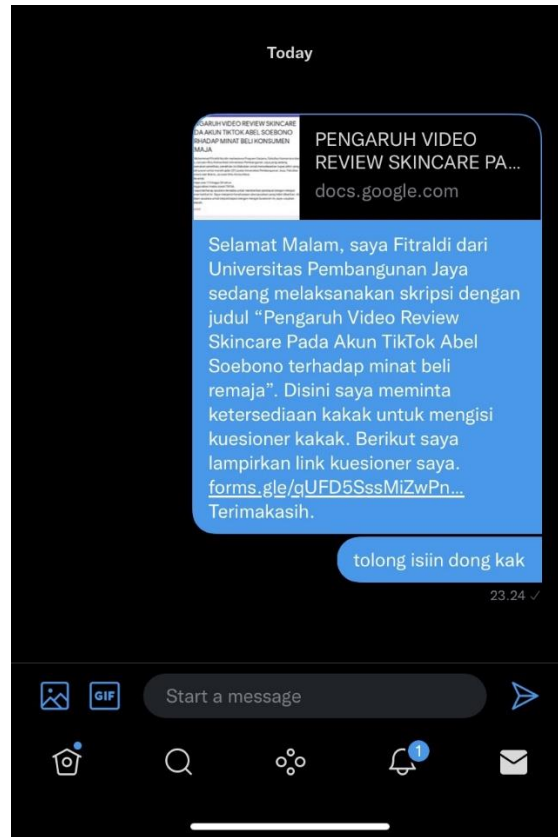 Today
PENGARUH VIDEO
REVIEW SKINCARE PA...
docs.google.com
Selamat Malam, saya Fitraldi dari
Universitas Pembangunan Jaya
sedang melaksanakan skripsi dengan
judul “Pengaruh Video Review
Skincare Pada Akun TikTok Abel
Soebono terhadap minat beli
remaja”. Disini saya meminta
ketersediaan kakak untuk mengisi
kuesioner kakak. Berikut saya
lampirkan link kuesioner saya.
forms.gle/qUFD5SssMiZwPn...
Terimakasih.
tolong isiin dong kak
23.24 ✓
GIF
Start a message
1